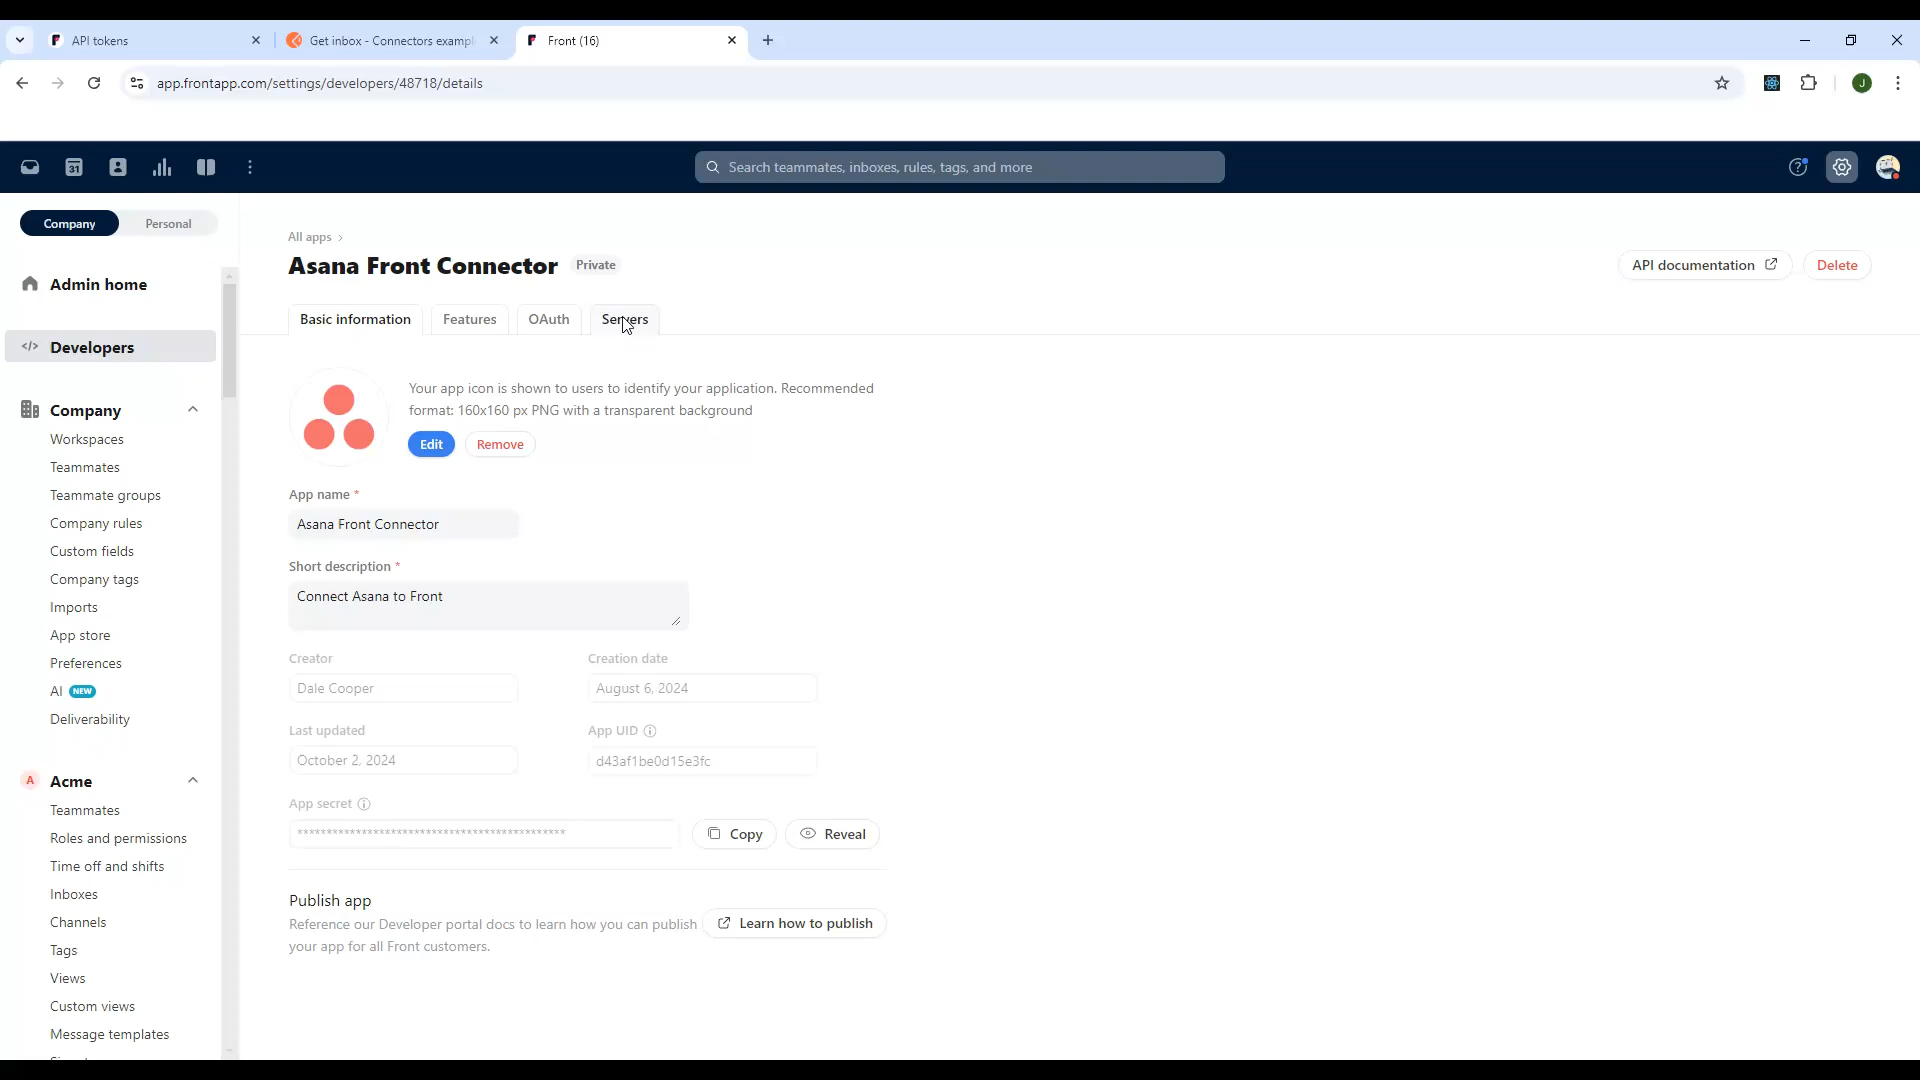 API tokens
Get inbox - Connectors exampl
Front (16)
app.frontapp.com/settings/developers/48718/details
31
Search teammates, inboxes, rules, tags, and more
J
Company
Personal
Admin home
Developers
Company
Workspaces
Teammates
Teammate groups
Company rules
Custom fields
Company tags
Imports
App store
Preferences
AI NEW
Deliverability
A Acme
Teammates
Roles and permissions
Time off and shifts
Inboxes
Channels
Tags
Views
Custom views
Message templates
All apps
Asana Front Connector
Private
API documentation
Delete
Basic information
Features
OAuth
Servers
Your app icon is shown to users to identify your application. Recommended
format: 160x160 px PNG with a transparent background
Edit
Remove
App name *
Asana Front Connector
Short description *
Connect Asana to Front
Creator
Creation date
Dale Cooper
August 6, 2024
Last updated
App UID
October 2, 2024
d43af1be0d15e3fc
App secret
**********************************************
Copy
Reveal
Publish app
Reference our Developer portal docs to learn how you can publish
your app for all Front customers.
Learn how to publish